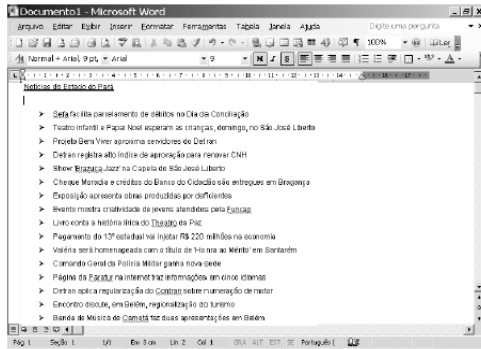 Documento1 - Microsoft Word
Arquivo Editar Exibir Inserir Formatar Ferramentas Tabela Janela Ajuda Digite uma pergunta
100% Ler
Normal + Arial, 9 pt, Arial 9 N I S
Notícias do Estado do Pará
Sefa facilita parcelamento de débitos no Dia da Conciliação
Teatro infantil e Papai Noel esperam as crianças, domingo, no São José Liberto
Projeto Bem Viver aproxima servidores do Detran
Detran registra alto índice de aprovação para renovar CNH
Show 'Brazuca Jazz' na Capela do São José Liberto
Cheque Moradia e créditos do Banco do Cidadão são entregues em Bragança
Exposição apresenta obras produzidas por deficientes
Evento mostra criatividade de jovens atendidos pela Funcap
Livro conta a história lírica do Theatro da Paz
Pagamento do 13º estadual vai injetar R$ 220 milhões na economia
Valéria será homenageada com o título de 'Honra ao Mérito' em Santarém
Comando Geral da Polícia Militar ganha nova sede
Página da Paratur na internet traz informações em cinco idiomas
Detran aplica regularização do Contran sobre numeração de motor
Encontro discute, em Belém, regionalização do turismo
Banda de Música de Cametá faz duas apresentações em Belém
Pág 1 Seção 1 1/1 Em 3 cm Lin 2 Col 1 GRA ALT EST SE Português (